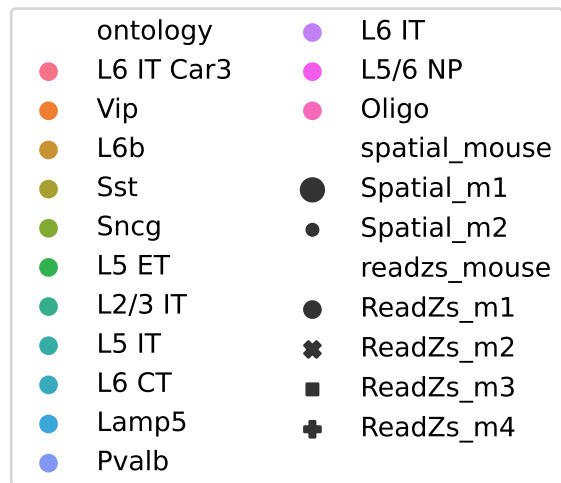 ontology
L6 IT Car3
Vip
L6b
Sst
Sncg
L5 ET
L2/3 IT
L5 IT
L6 CT
Lamp5
Pvalb
L6 IT
L5/6 NP
Oligo
spatial_mouse
Spatial_m1
Spatial_m2
readzs_mouse
ReadZs_m1
ReadZs_m2
ReadZs_m3
ReadZs_m4